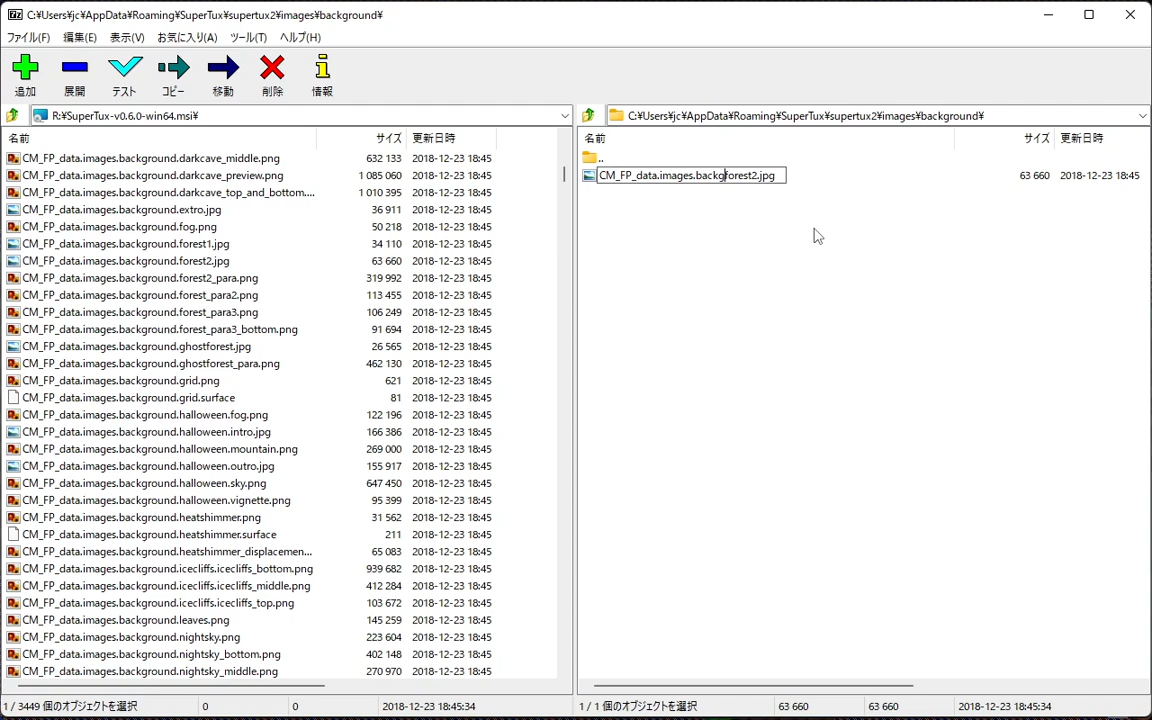 C:¥Users¥jc¥AppData¥Roaming¥SuperTux¥supertux2¥images¥background¥
ファイル(F) 編集(E) 表示(V) お気に入り(A) ツール(T) ヘルプ(H)
追加 展開 テスト コピー 移動 削除 情報
R:¥SuperTux-v0.6.0-win64.msi¥
名前 サイズ 更新日時
CM_FP_data.images.background.darkcave_middle.png 632 133 2018-12-23 18:45
CM_FP_data.images.background.darkcave_preview.png 1 085 060 2018-12-23 18:45
CM_FP_data.images.background.darkcave_top_and_bottom.... 1 010 395 2018-12-23 18:45
CM_FP_data.images.background.extro.jpg 36 911 2018-12-23 18:45
CM_FP_data.images.background.fog.png 50 218 2018-12-23 18:45
CM_FP_data.images.background.forest1.jpg 34 110 2018-12-23 18:45
CM_FP_data.images.background.forest2.jpg 63 660 2018-12-23 18:45
CM_FP_data.images.background.forest2_para.png 319 992 2018-12-23 18:45
CM_FP_data.images.background.forest_para2.png 113 455 2018-12-23 18:45
CM_FP_data.images.background.forest_para3.png 106 249 2018-12-23 18:45
CM_FP_data.images.background.forest_para3_bottom.png 91 694 2018-12-23 18:45
CM_FP_data.images.background.ghostforest.jpg 26 565 2018-12-23 18:45
CM_FP_data.images.background.ghostforest_para.png 462 130 2018-12-23 18:45
CM_FP_data.images.background.grid.png 621 2018-12-23 18:45
CM_FP_data.images.background.grid.surface 81 2018-12-23 18:45
CM_FP_data.images.background.halloween.fog.png 122 196 2018-12-23 18:45
CM_FP_data.images.background.halloween.intro.jpg 166 386 2018-12-23 18:45
CM_FP_data.images.background.halloween.mountain.png 269 000 2018-12-23 18:45
CM_FP_data.images.background.halloween.outro.jpg 155 917 2018-12-23 18:45
CM_FP_data.images.background.halloween.sky.png 647 450 2018-12-23 18:45
CM_FP_data.images.background.halloween.vignette.png 95 399 2018-12-23 18:45
CM_FP_data.images.background.heatshimmer.png 31 562 2018-12-23 18:45
CM_FP_data.images.background.heatshimmer.surface 211 2018-12-23 18:45
CM_FP_data.images.background.heatshimmer_displacemen... 65 083 2018-12-23 18:45
CM_FP_data.images.background.icecliffs.icecliffs_bottom.png 939 682 2018-12-23 18:45
CM_FP_data.images.background.icecliffs.icecliffs_middle.png 412 284 2018-12-23 18:45
CM_FP_data.images.background.icecliffs.icecliffs_top.png 103 672 2018-12-23 18:45
CM_FP_data.images.background.leaves.png 145 259 2018-12-23 18:45
CM_FP_data.images.background.nightsky.png 223 604 2018-12-23 18:45
CM_FP_data.images.background.nightsky_bottom.png 402 148 2018-12-23 18:45
CM_FP_data.images.background.nightsky_middle.png 270 970 2018-12-23 18:45
1 / 3449 個のオブジェクトを選択 0 0 2018-12-23 18:45:34
C:¥Users¥jc¥AppData¥Roaming¥SuperTux¥supertux2¥images¥background¥
名前 サイズ 更新日時
..
CM_FP_data.images.backgforest2.jpg 63 660 2018-12-23 18:45
1 / 1 個のオブジェクトを選択 63 660 63 660 2018-12-23 18:45:34